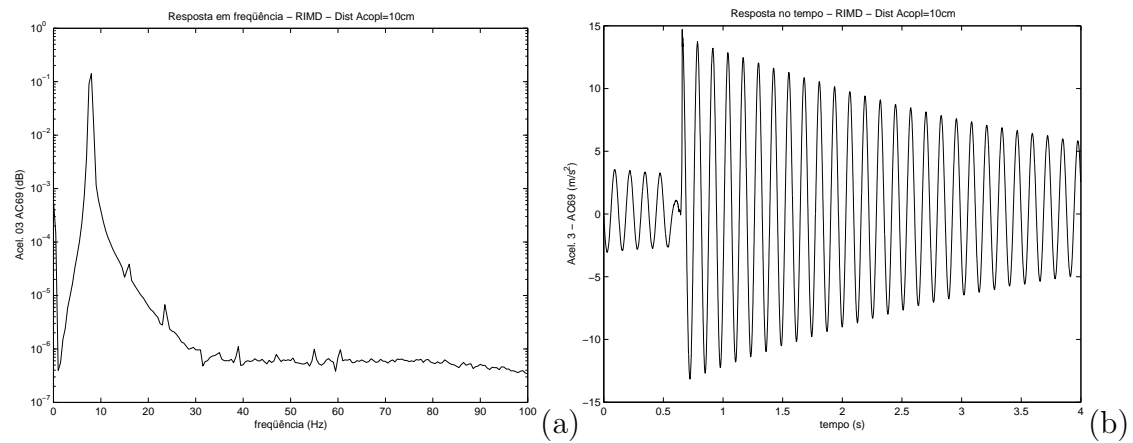 Resposta em freqüência − RIMD − Dist Acopl=10cm
10^0
10^−1
10^−2
10^−3
10^−4
10^−5
10^−6
10^−7
Acel. 03 AC69 (dB)
0 10 20 30 40 50 60 70 80 90 100
freqüência (Hz)
(a)
Resposta no tempo − RIMD − Dist Acopl=10cm
15
10
5
0
−5
−10
−15
Acel. 3 − AC69 (m/s²)
0 0.5 1 1.5 2 2.5 3 3.5 4
tempo (s)
(b)